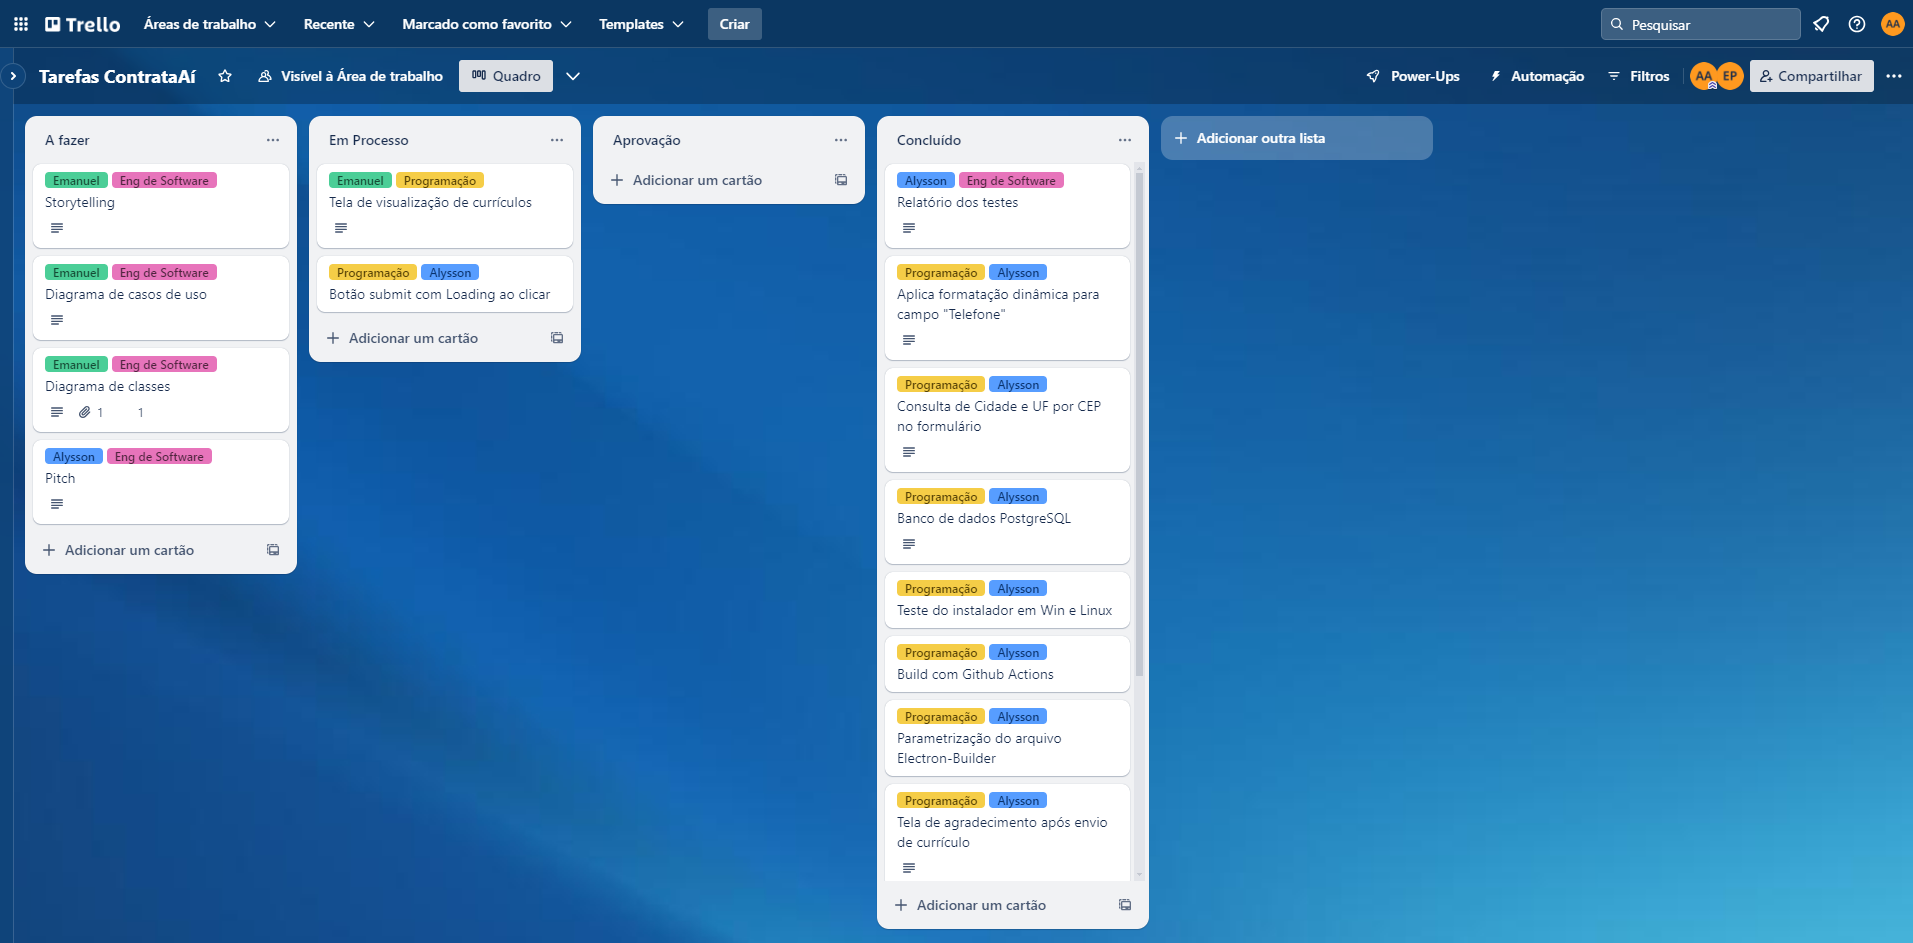 Trello
Áreas de trabalho
Recente
Marcado como favorito
Templates
Criar
Pesquisar
AA
Tarefas ContrataAí
Visível à Área de trabalho
Quadro
Power-Ups
Automação
Filtros
AA
EP
Compartilhar
A fazer
Emanuel Eng de Software
Storytelling
Emanuel Eng de Software
Diagrama de casos de uso
Emanuel Eng de Software
Diagrama de classes
1 1
Alysson Eng de Software
Pitch
Adicionar um cartão
Em Processo
Emanuel Programação
Tela de visualização de currículos
Programação Alysson
Botão submit com Loading ao clicar
Adicionar um cartão
Aprovação
Adicionar um cartão
Concluído
Alysson Eng de Software
Relatório dos testes
Programação Alysson
Aplica formatação dinâmica para
campo "Telefone"
Programação Alysson
Consulta de Cidade e UF por CEP
no formulário
Programação Alysson
Banco de dados PostgreSQL
Programação Alysson
Teste do instalador em Win e Linux
Programação Alysson
Build com Github Actions
Programação Alysson
Parametrização do arquivo
Electron-Builder
Programação Alysson
Tela de agradecimento após envio
de currículo
Adicionar um cartão
Adicionar outra lista